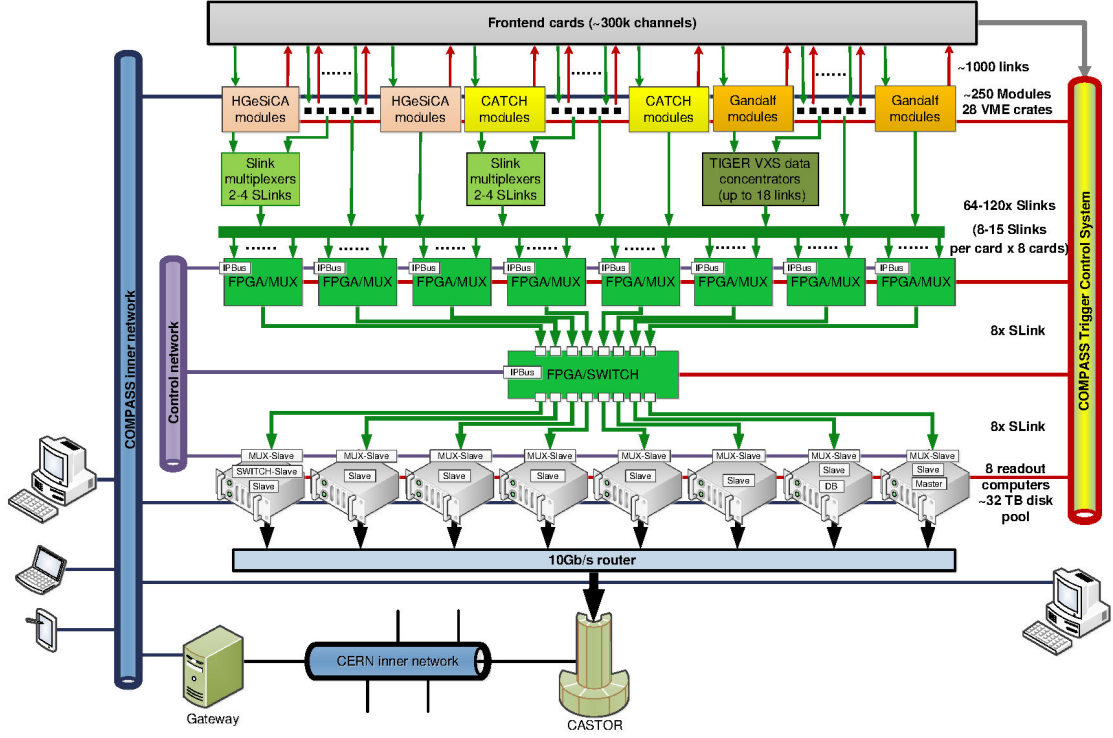 Frontend cards (~300k channels)
~1000 links
~250 Modules
28 VME crates
HGeSiCA
modules
HGeSiCA
modules
CATCH
modules
CATCH
modules
Gandalf
modules
Gandalf
modules
Slink
multiplexers
2-4 SLinks
Slink
multiplexers
2-4 SLinks
TIGER VXS data
concentrators
(up to 18 links)
64-120x Slinks
(8-15 Slinks
per card x 8 cards)
IPBus
FPGA/MUX
IPBus
FPGA/MUX
IPBus
FPGA/MUX
IPBus
FPGA/MUX
IPBus
FPGA/MUX
IPBus
FPGA/MUX
IPBus
FPGA/MUX
IPBus
FPGA/MUX
8x SLink
IPBus
FPGA/SWITCH
8x SLink
COMPASS inner network
Control network
COMPASS Trigger Control System
MUX-Slave
SWITCH-Slave
Slave
MUX-Slave
Slave
MUX-Slave
Slave
MUX-Slave
Slave
MUX-Slave
Slave
MUX-Slave
Slave
MUX-Slave
Slave
DB
MUX-Slave
Slave
Master
8 readout
computers
~32 TB disk
pool
10Gb/s router
CERN inner network
Gateway
CASTOR